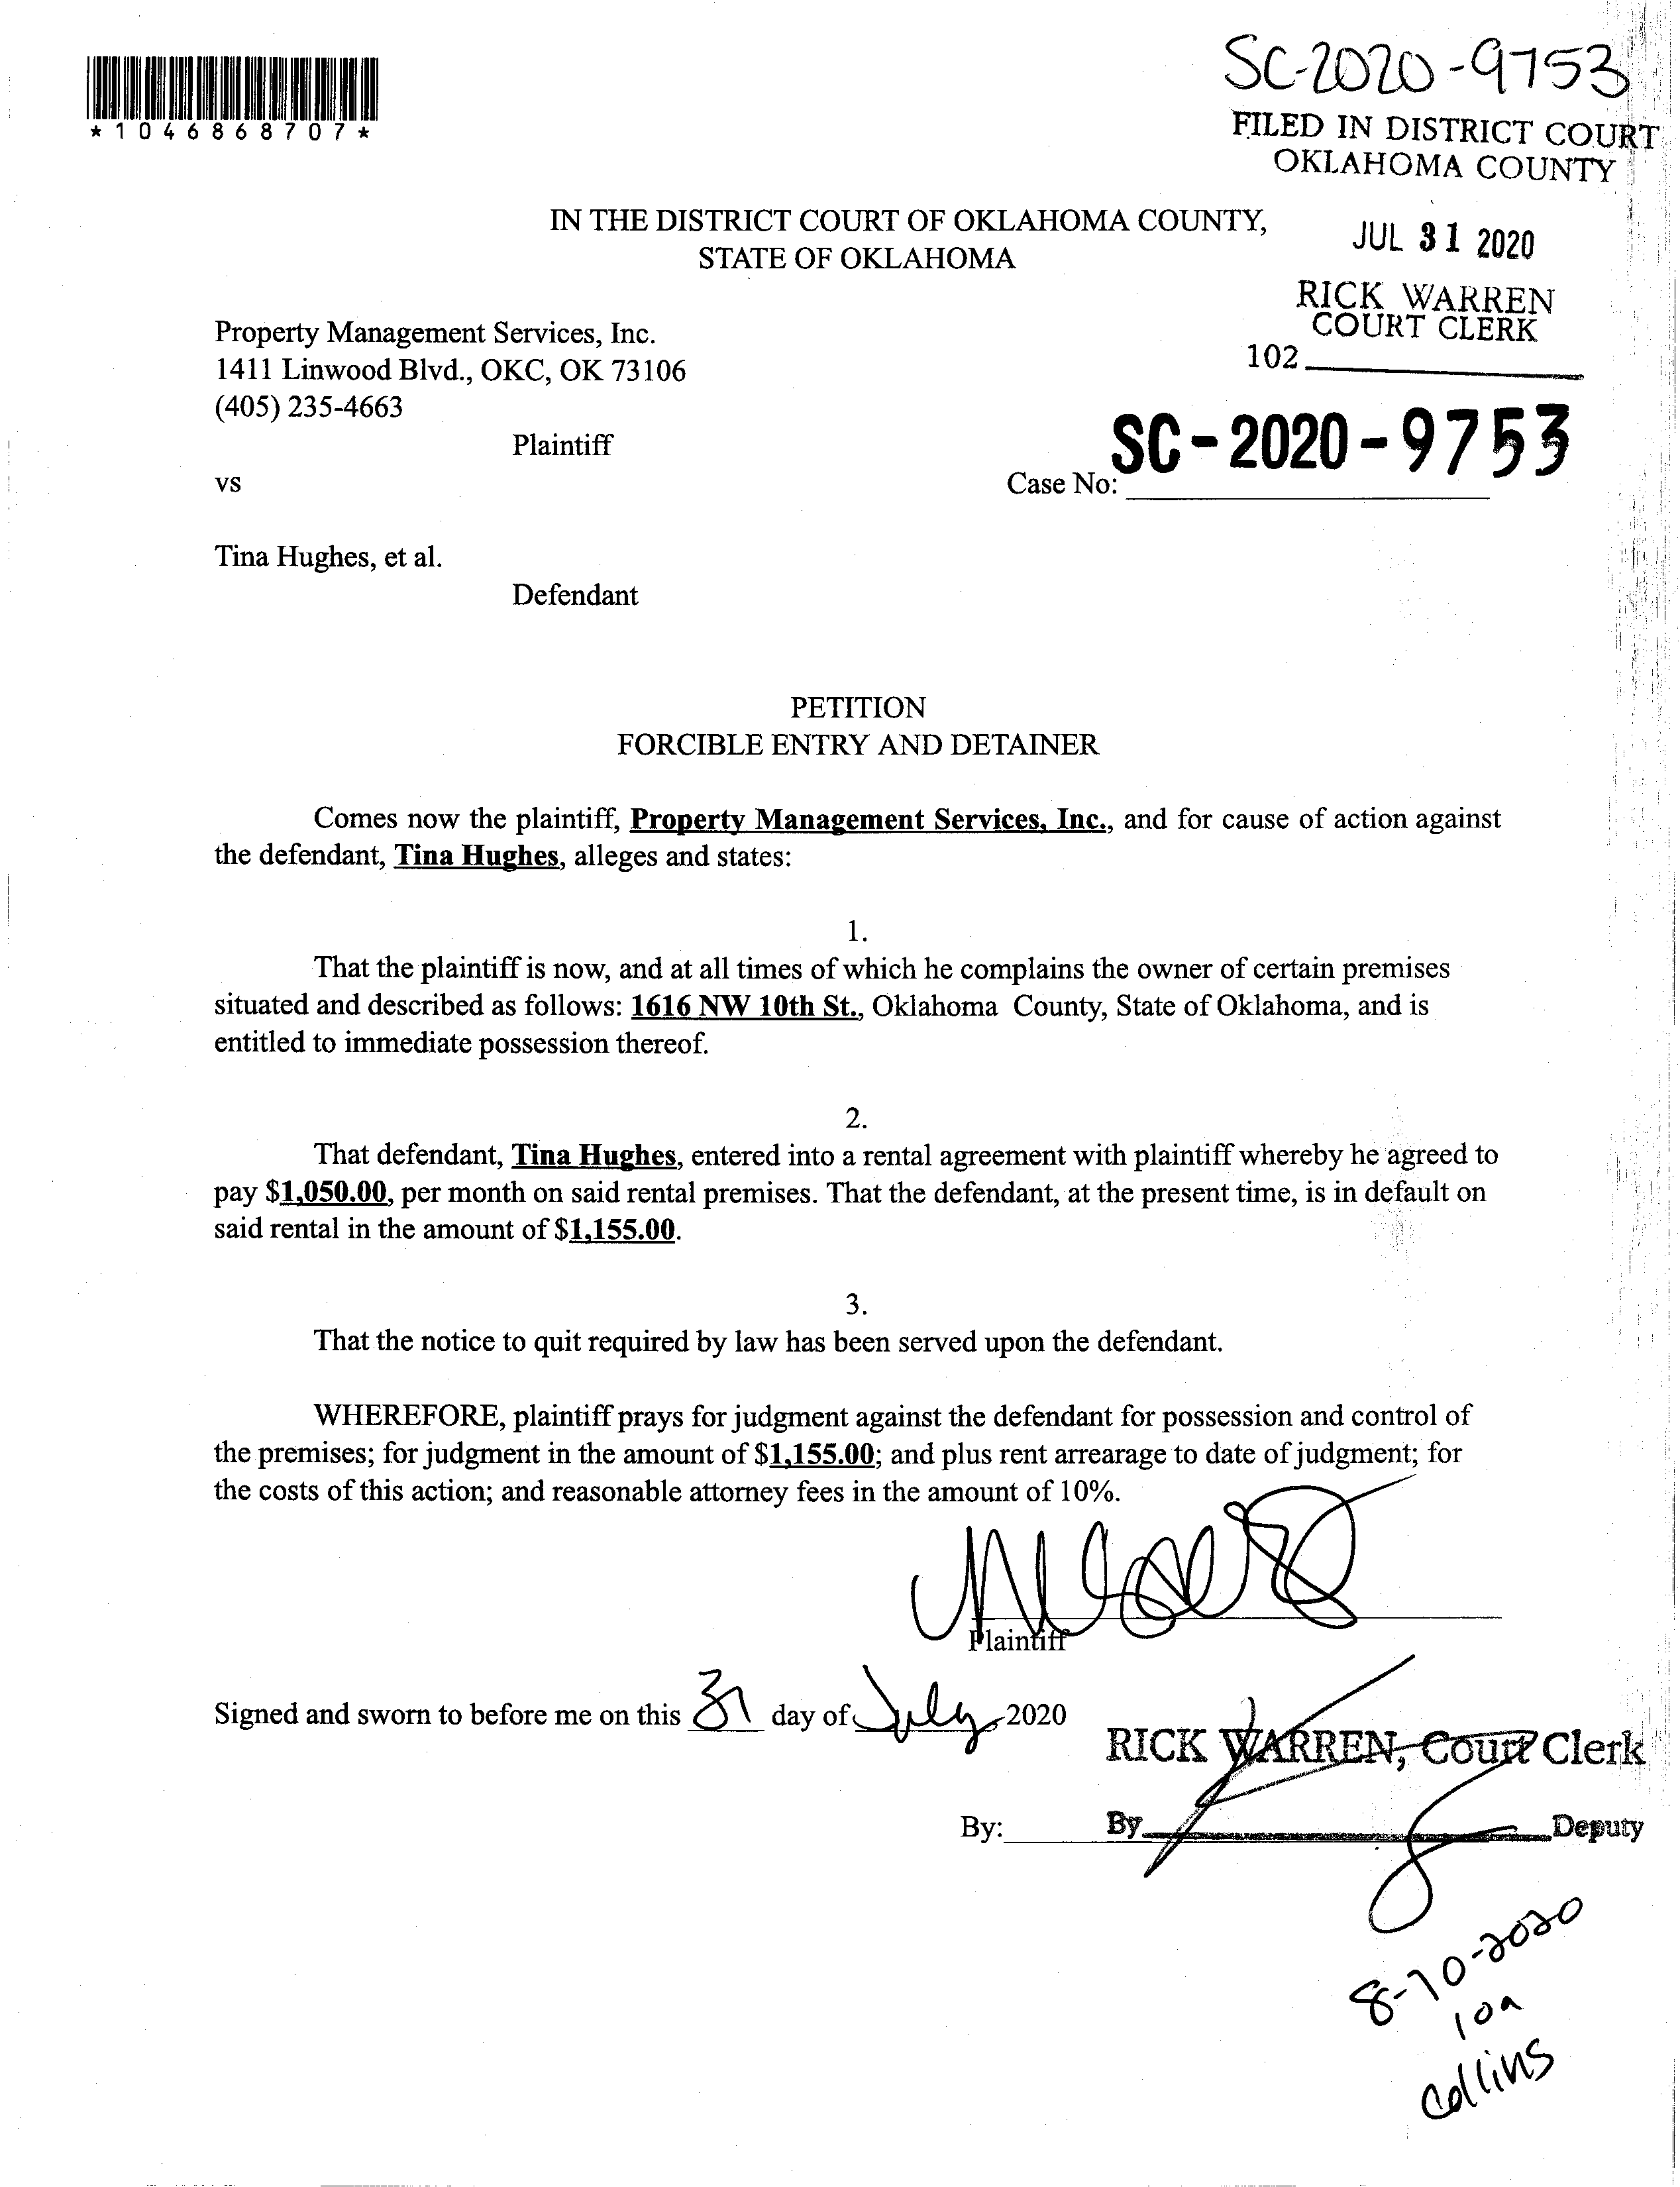 SC-2020-9753
*1046868707*
FILED IN DISTRICT COURT
OKLAHOMA COUNTY
IN THE DISTRICT COURT OF OKLAHOMA COUNTY,
STATE OF OKLAHOMA
JUL 31 2020
RICK WARREN
COURT CLERK
102
Property Management Services, Inc.
1411 Linwood Blvd., OKC, OK 73106
(405) 235-4663
Plaintiff
vs
Case No: SC-2020-9753
Tina Hughes, et al.
Defendant
PETITION
FORCIBLE ENTRY AND DETAINER
Comes now the plaintiff, Property Management Services, Inc., and for cause of action against
the defendant, Tina Hughes, alleges and states:
1.
That the plaintiff is now, and at all times of which he complains the owner of certain premises
situated and described as follows: 1616 NW 10th St., Oklahoma County, State of Oklahoma, and is
entitled to immediate possession thereof.
2.
That defendant, Tina Hughes, entered into a rental agreement with plaintiff whereby he agreed to
pay $1,050.00, per month on said rental premises. That the defendant, at the present time, is in default on
said rental in the amount of $1,155.00.
3.
That the notice to quit required by law has been served upon the defendant.
WHEREFORE, plaintiff prays for judgment against the defendant for possession and control of
the premises; for judgment in the amount of $1,155.00; and plus rent arrearage to date of judgment; for
the costs of this action; and reasonable attorney fees in the amount of 10%.
Plaintiff
Signed and sworn to before me on this 31 day of July, 2020
RICK WARREN, Court Clerk
By: By Deputy
8-10-2020
10a
Collins